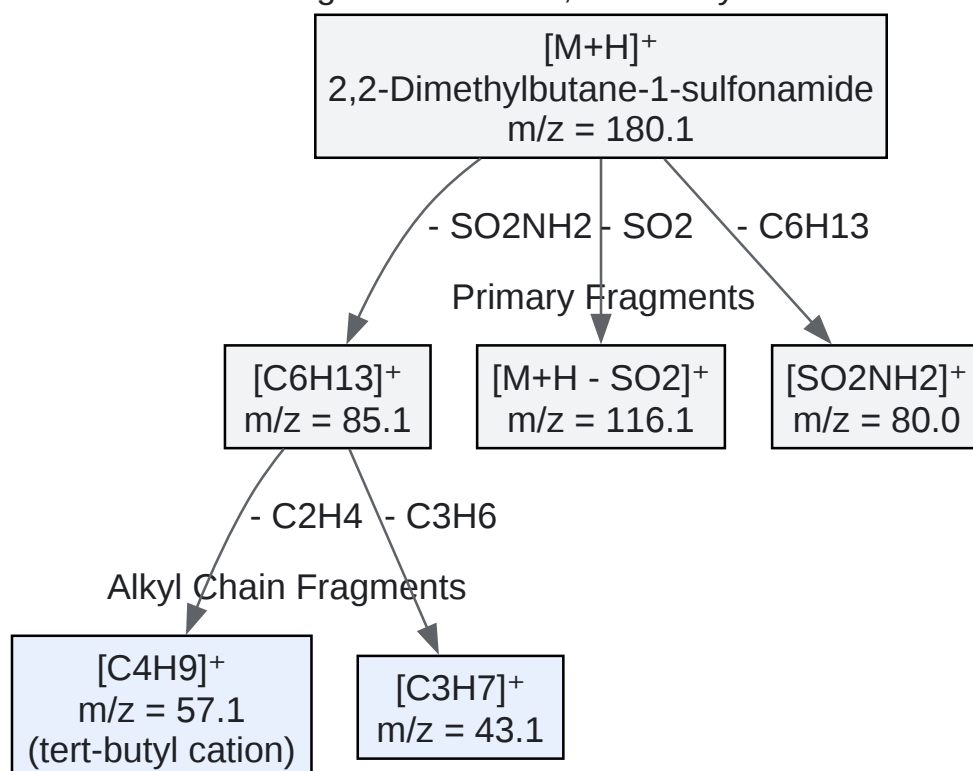 [M+H]⁺
2,2-Dimethylbutane-1-sulfonamide
m/z = 180.1
- SO2NH2
- SO2
- C6H13
Primary Fragments
[C6H13]⁺
m/z = 85.1
[M+H - SO2]⁺
m/z = 116.1
[SO2NH2]⁺
m/z = 80.0
- C2H4
- C3H6
Alkyl Chain Fragments
[C4H9]⁺
m/z = 57.1
(tert-butyl cation)
[C3H7]⁺
m/z = 43.1